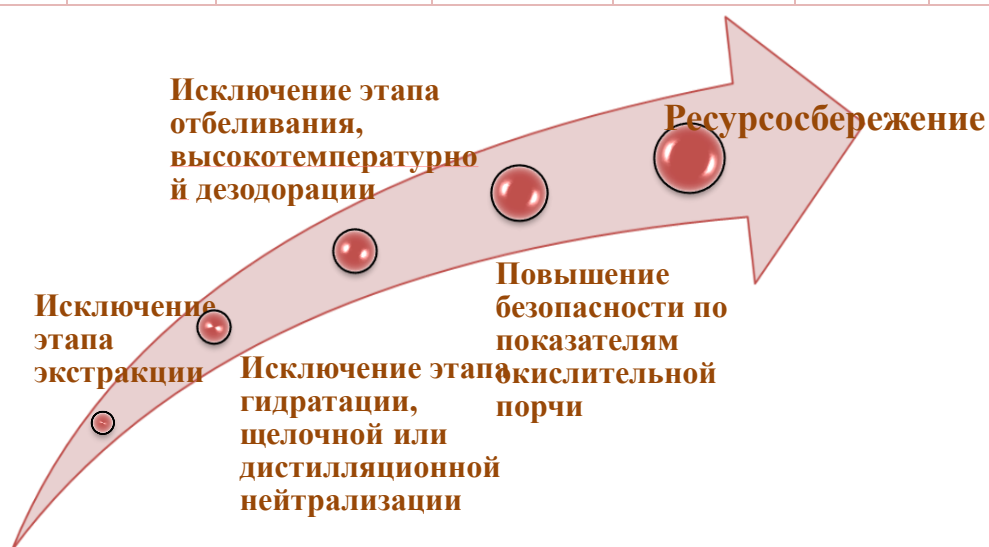 Исключение этапа
отбеливания,
высокотемпературно
й дезодорации
Ресурсосбережение
Исключение
этапа
экстракции
Исключение этапа
гидратации,
щелочной или
дистилляционной
нейтрализации
Повышение
безопасности по
показателям
окислительной
порчи